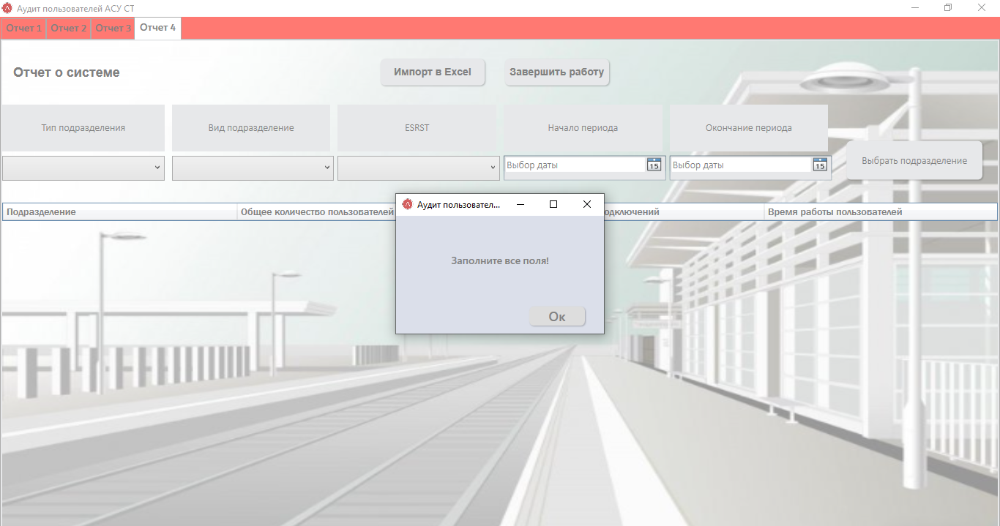 Аудит пользователей АСУ СТ
Отчет 1 Отчет 2 Отчет 3 Отчет 4
Отчет о системе Импорт в Excel Завершить работу
Тип подразделения Вид подразделение ESRST Начало периода Окончание периода
Выбор даты 15 Выбор даты 15 Выбрать подразделение
Подразделение Общее количество пользователей одключений Время работы пользователей
Аудит пользовател...
Заполните все поля!
Ок